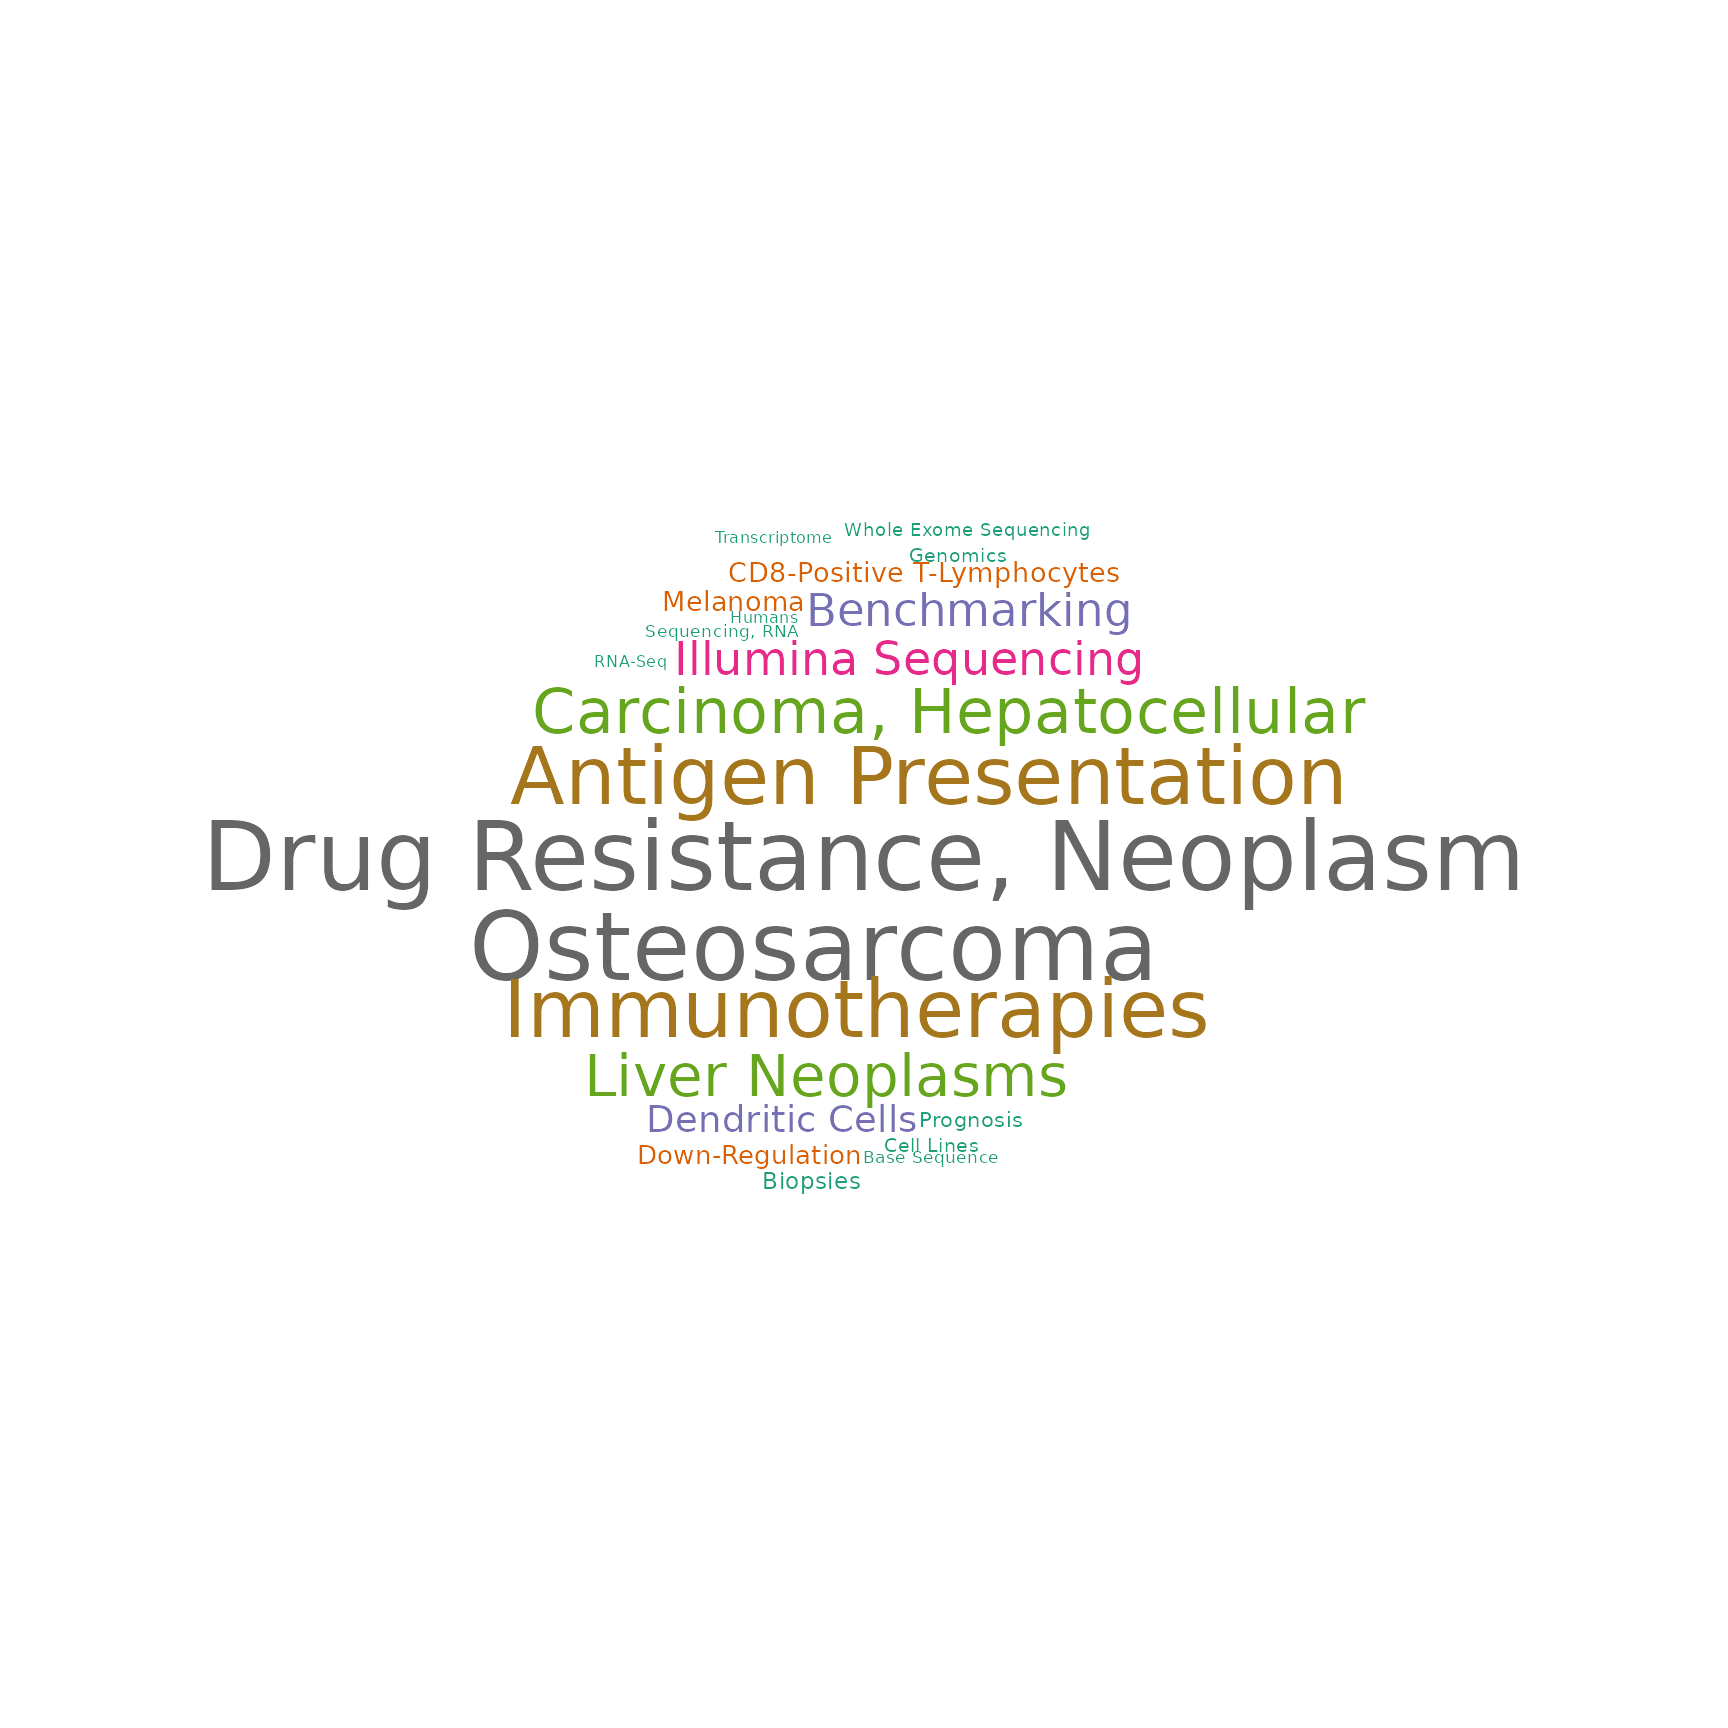 Whole Exome Sequencing
Transcriptome
Genomics
CD8-Positive T-Lymphocytes
Melanoma
Benchmarking
Humans
Sequencing, RNA
RNA-Seq
Illumina Sequencing
Carcinoma, Hepatocellular
Antigen Presentation
Drug Resistance, Neoplasm
Osteosarcoma
Immunotherapies
Liver Neoplasms
Dendritic Cells
Prognosis
Cell Lines
Down-Regulation
Base Sequence
Biopsies